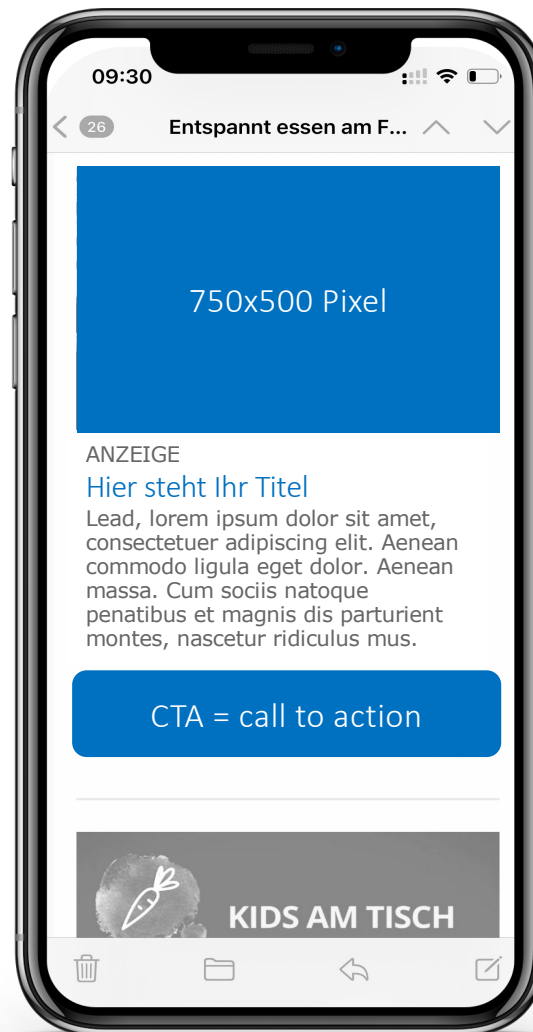 09:30
26
Entspannt essen am F...
750x500 Pixel
ANZEIGE
Hier steht Ihr Titel
Lead, lorem ipsum dolor sit amet,
consectetuer adipiscing elit. Aenean
commodo ligula eget dolor. Aenean
massa. Cum sociis natoque
penatibus et magnis dis parturient
montes, nascetur ridiculus mus.
CTA = call to action
KIDS AM TISCH